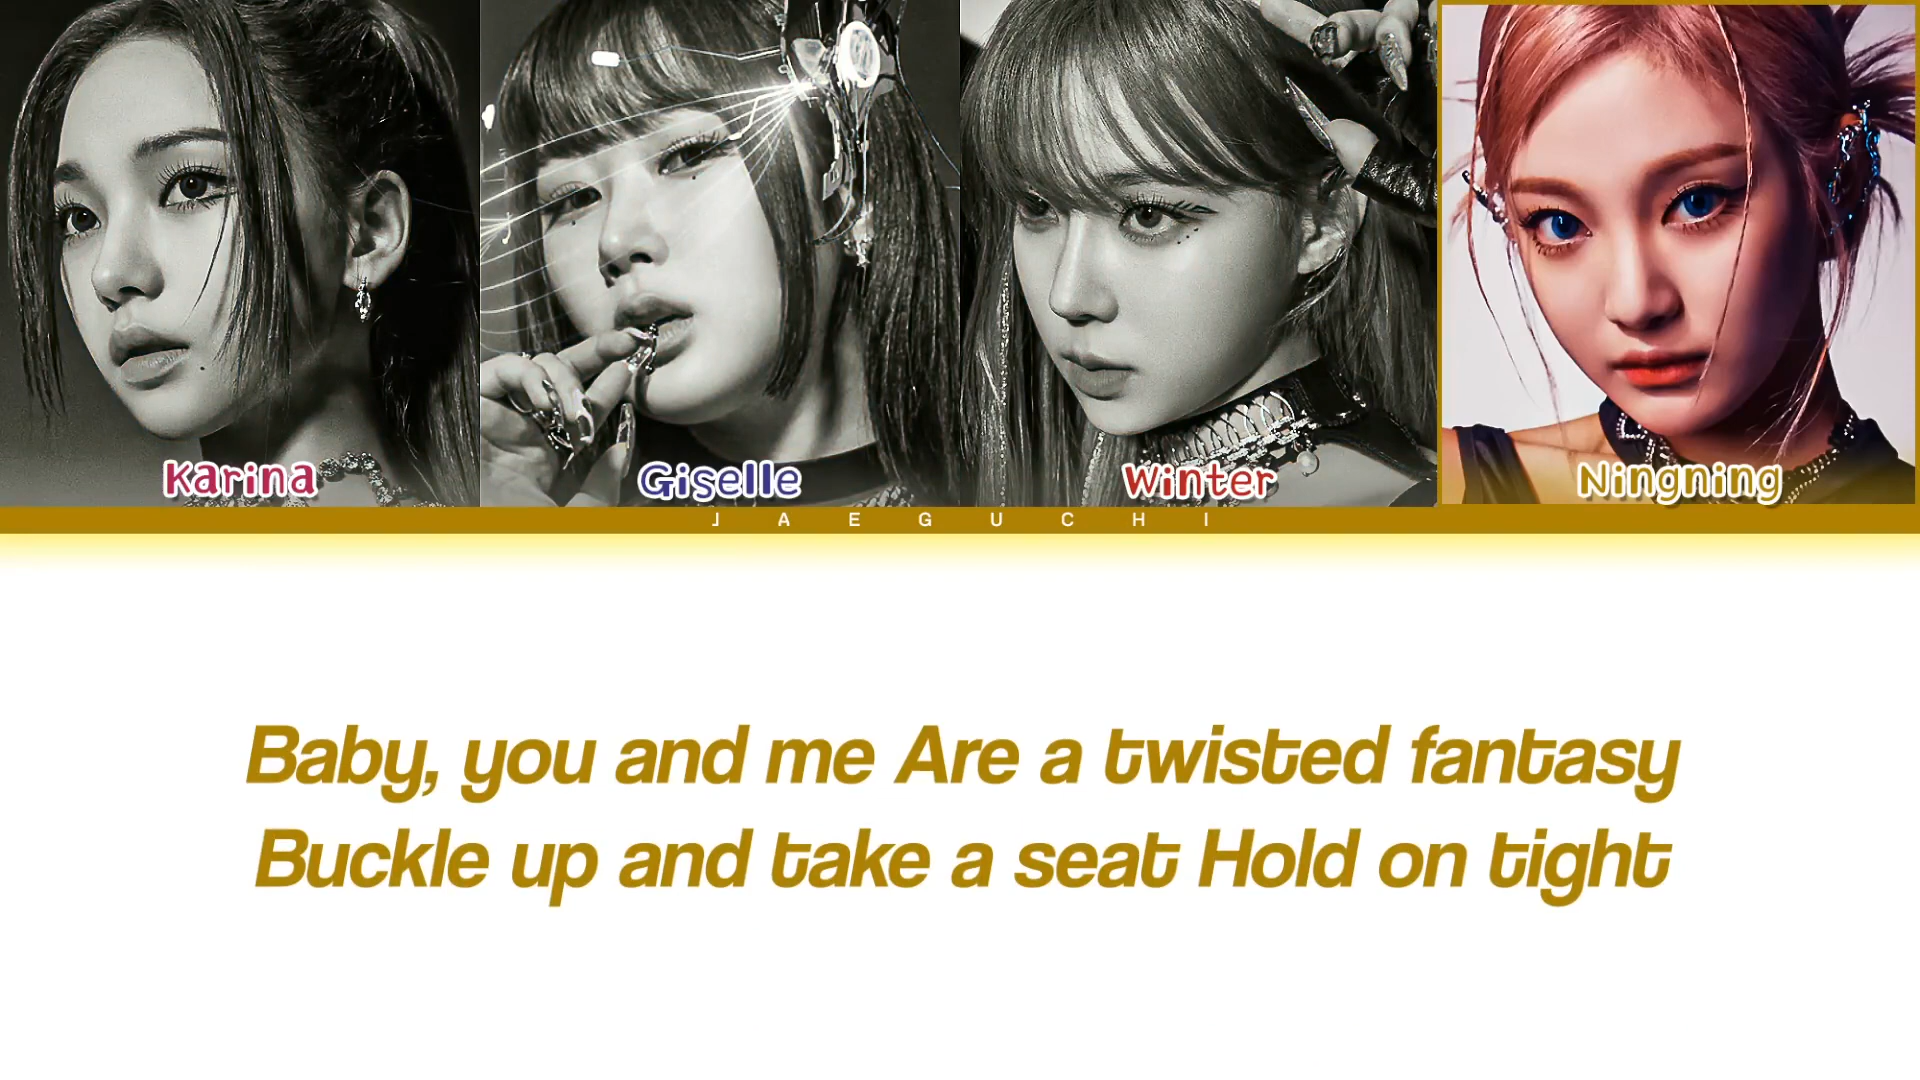 Karina
Giselle
Winter
Ningning
JAEGUCHI
Baby, you and me Are a twisted fantasy
Buckle up and take a seat Hold on tight